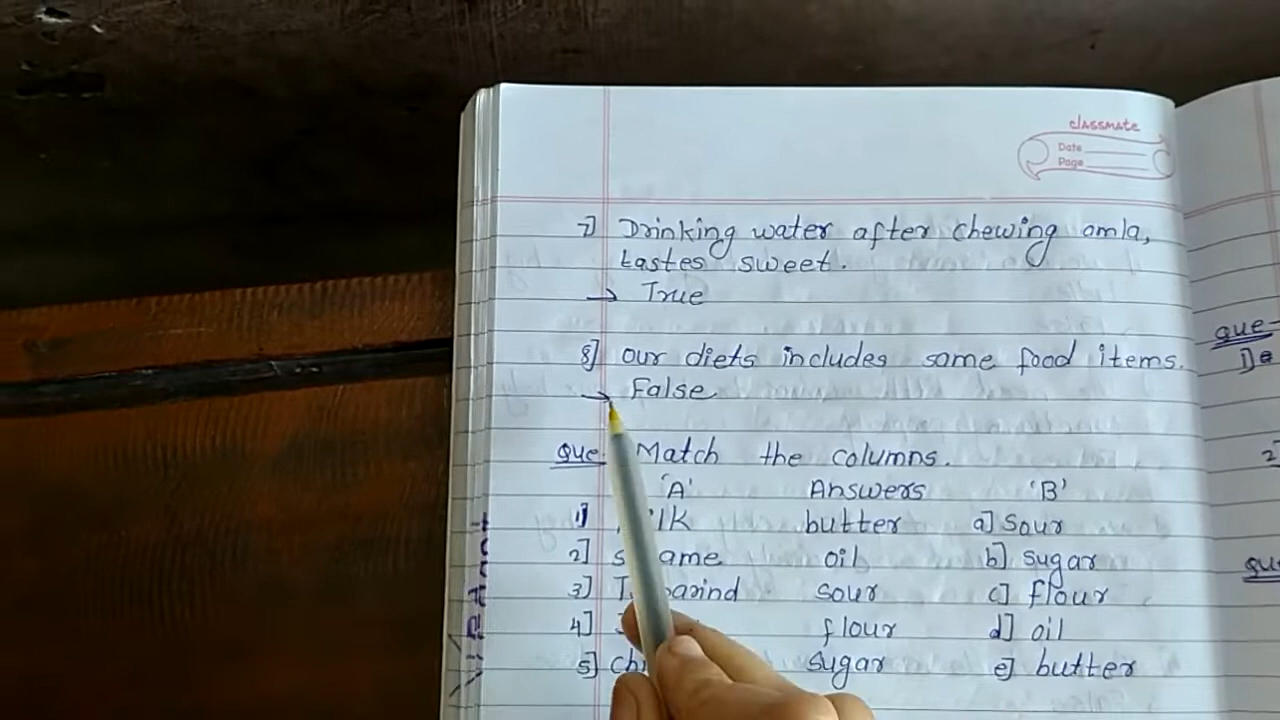 classmate
Date
Page
7] Drinking water after chewing amla,
tastes sweet.
→ True
8] our diets includes same food items.
→ False
Que. Match the columns.
'A' Answers 'B'
1] butter a] sour
2] oil b] sugar
3] sour c] flour
4] flour d] oil
5] sugar e] butter
que
1]
2